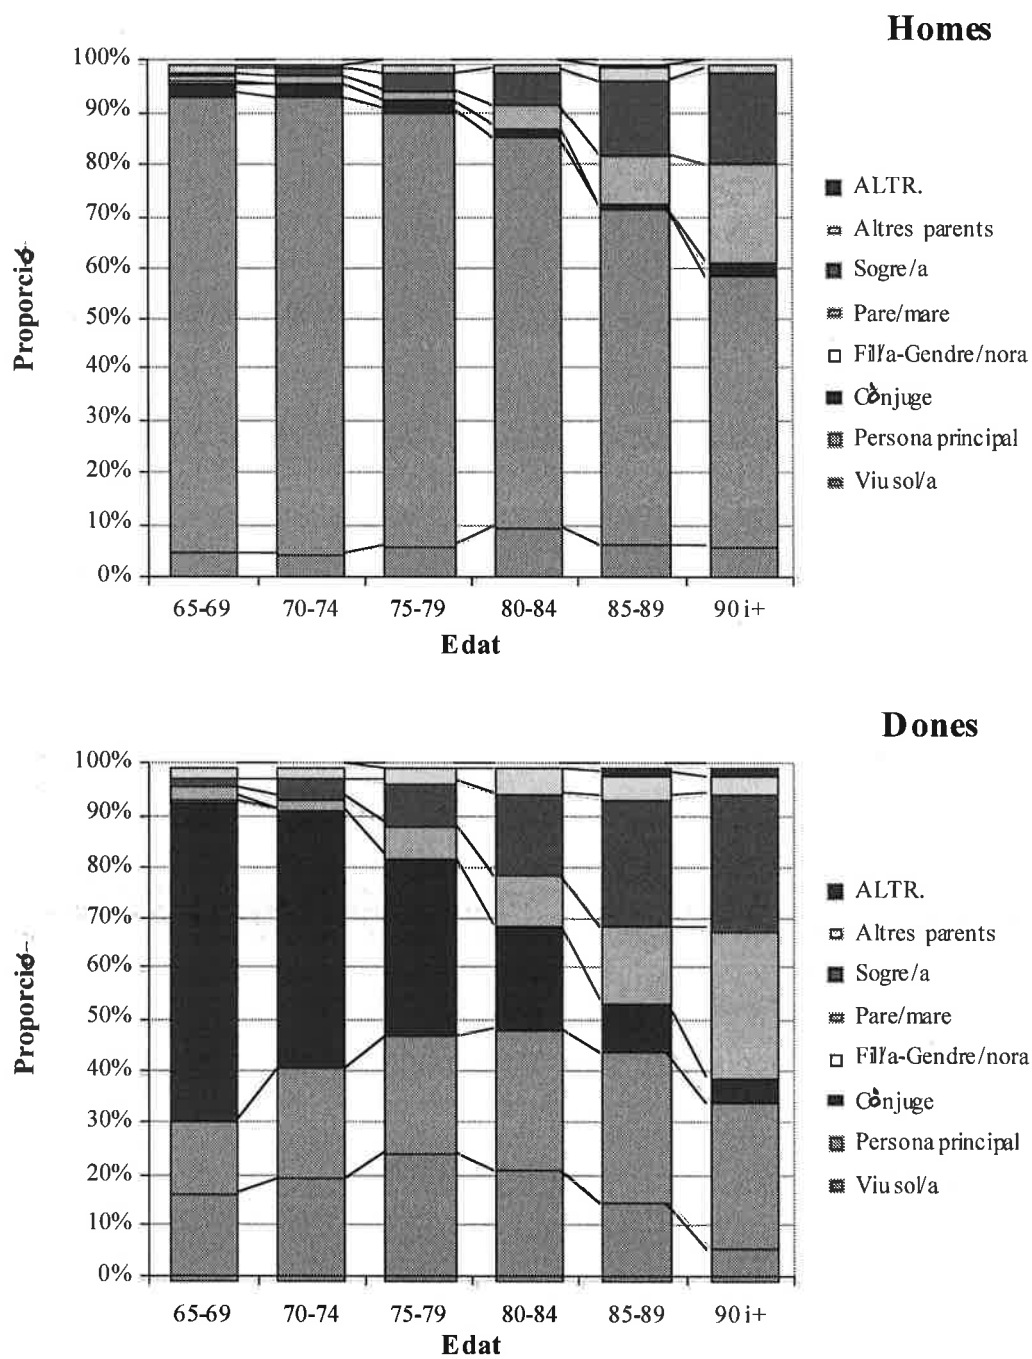 Homes
100%
90%
80%
70%
60%
50%
40%
30%
20%
10%
0%
Proporció
65-69 70-74 75-79 80-84 85-89 90 i+
Edat
ALTR.
Altres parents
Sogre/a
Pare/mare
Fill/a-Gendre/nora
Cònjuge
Persona principal
Viu sol/a
Dones
100%
90%
80%
70%
60%
50%
40%
30%
20%
10%
0%
Proporció
65-69 70-74 75-79 80-84 85-89 90 i+
Edat
ALTR.
Altres parents
Sogre/a
Pare/mare
Fill/a-Gendre/nora
Cònjuge
Persona principal
Viu sol/a